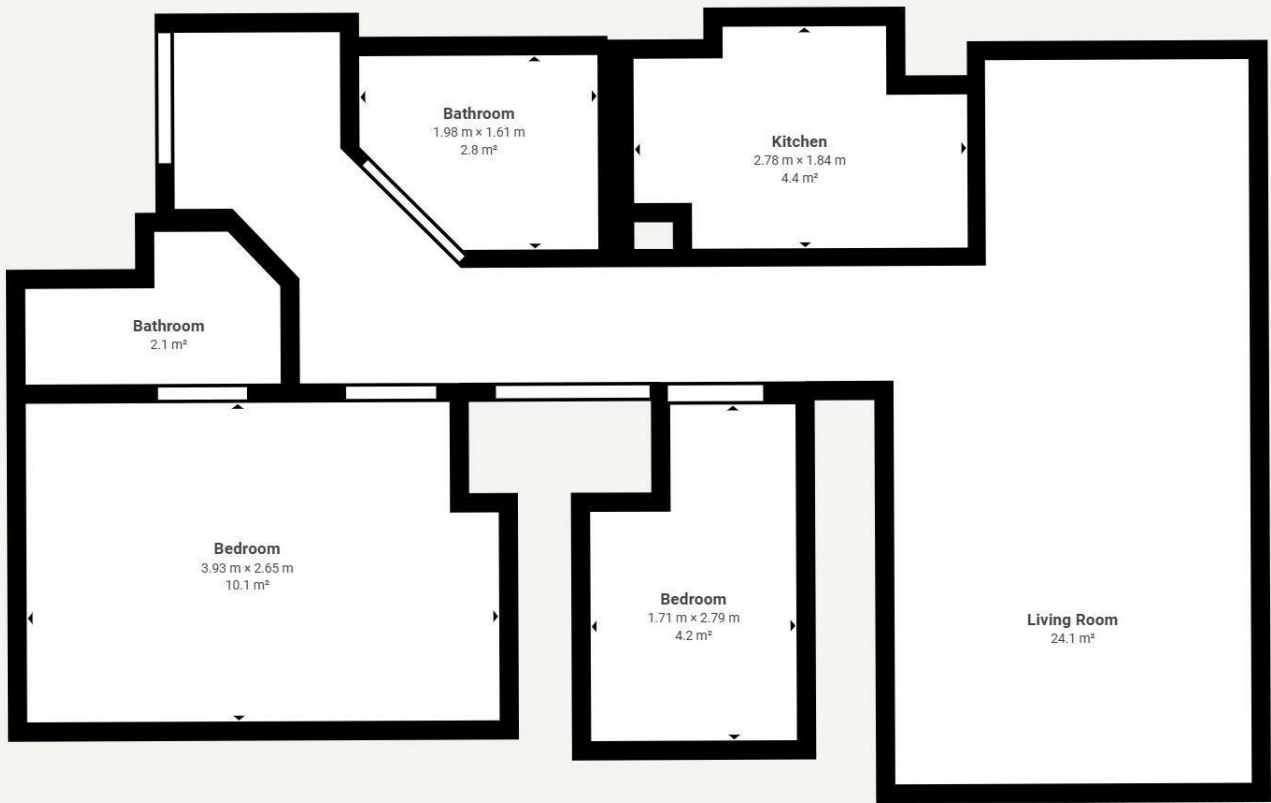 Bathroom
1.98 m × 1.61 m
2.8 m²
Kitchen
2.78 m × 1.84 m
4.4 m²
Bathroom
2.1 m²
Bedroom
3.93 m × 2.65 m
10.1 m²
Bedroom
1.71 m × 2.79 m
4.2 m²
Living Room
24.1 m²